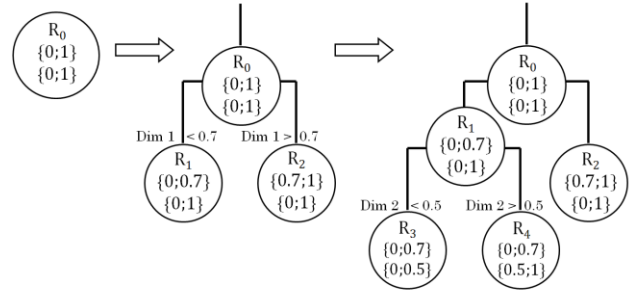 R₀
{0;1}
{0;1}
R₀
{0;1}
{0;1}
Dim 1 < 0.7
Dim 1 > 0.7
R₁
{0;0.7}
{0;1}
R₂
{0.7;1}
{0;1}
R₀
{0;1}
{0;1}
R₁
{0;0.7}
{0;1}
R₂
{0.7;1}
{0;1}
Dim 2 < 0.5
Dim 2 > 0.5
R₃
{0;0.7}
{0;0.5}
R₄
{0;0.7}
{0.5;1}